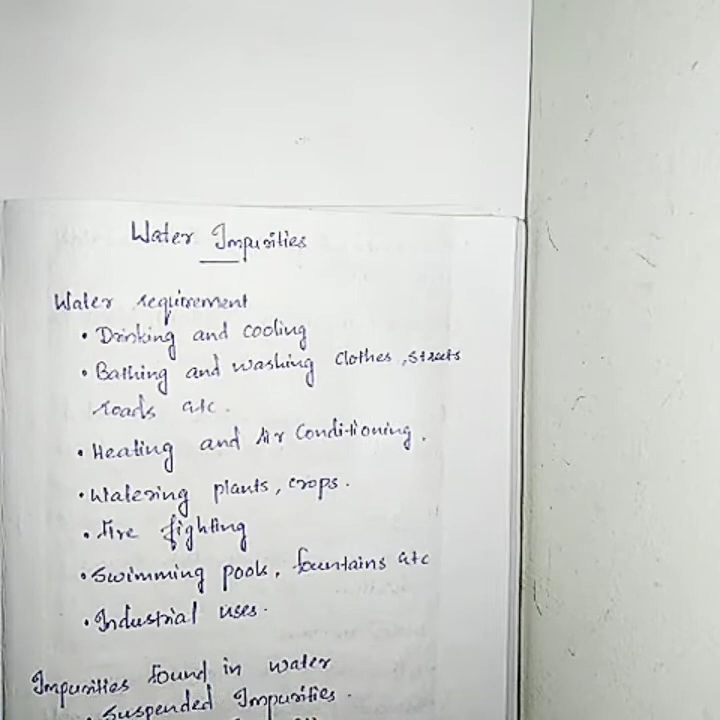 Water Impurities
Water requirement
• Drinking and cooling
• Bathing and washing clothes, streets
roads etc.
• Heating and Air Conditioning.
• Watering plants, crops.
• Fire fighting
• Swimming pools, fountains etc
• Industrial uses.
Impurities found in water
• Suspended Impurities.